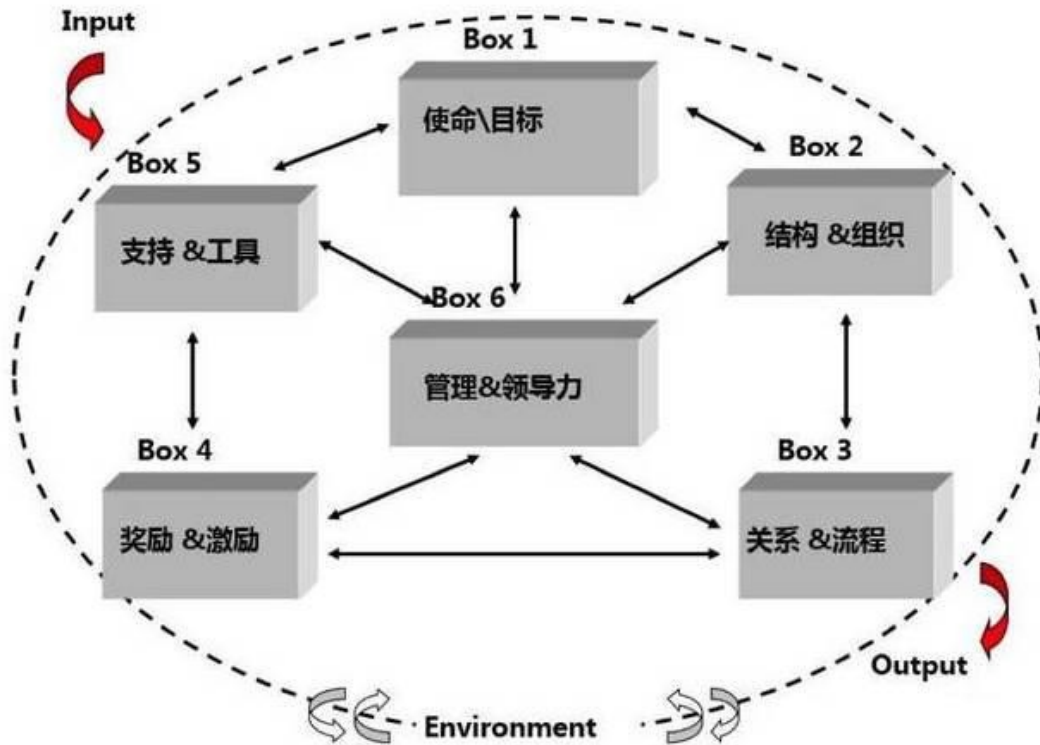 Input
Box 1
使命\目标
Box 2
Box 5
结构 &组织
支持 &工具
Box 6
管理&领导力
Box 4
Box 3
奖励 &激励
关系 &流程
Output
Environment